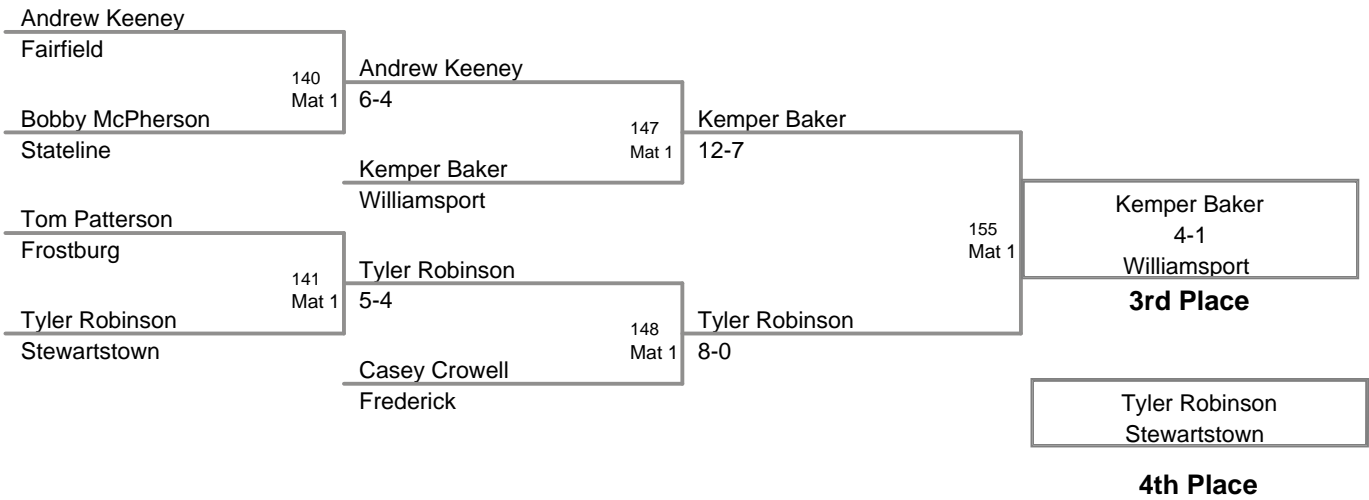 Andrew Keeney
Fairfield
140
Mat 1
Bobby McPherson
Stateline
Andrew Keeney
6-4
147
Mat 1
Kemper Baker
Williamsport
Kemper Baker
12-7
Tom Patterson
Frostburg
141
Mat 1
Tyler Robinson
Stewartstown
Tyler Robinson
5-4
148
Mat 1
Casey Crowell
Frederick
Tyler Robinson
8-0
155
Mat 1
Kemper Baker
4-1
Williamsport
3rd Place
Tyler Robinson
Stewartstown
4th Place